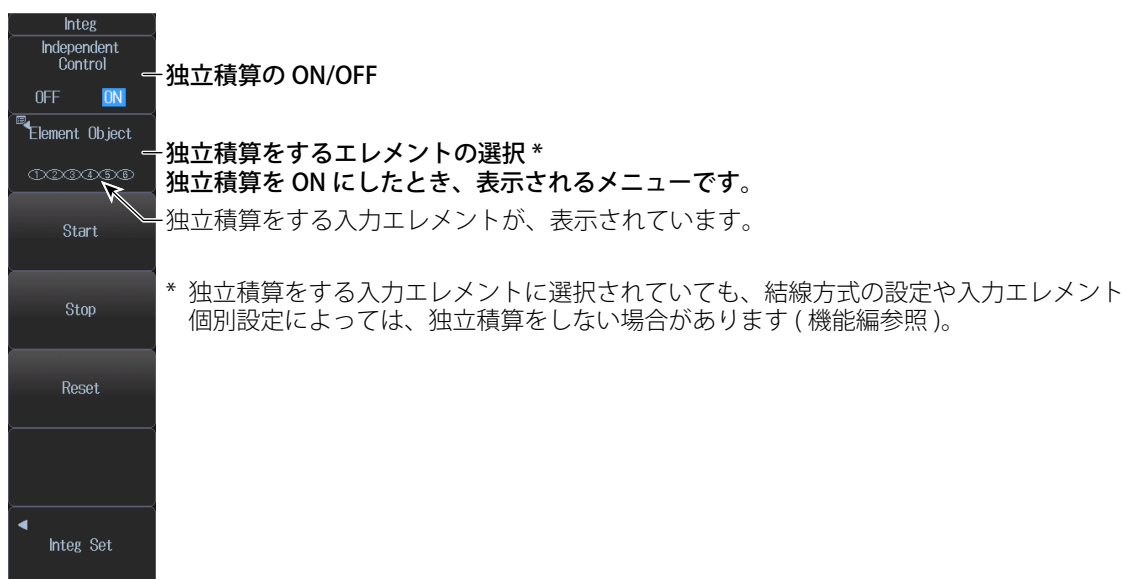 Integ
Independent
Control
OFF ON
独立積算の ON/OFF
Element Object
①②③④⑤⑥
独立積算をするエレメントの選択 *
独立積算を ON にしたとき、表示されるメニューです。
独立積算をする入力エレメントが、表示されています。
Start
* 独立積算をする入力エレメントに選択されていても、結線方式の設定や入力エレメント
個別設定によっては、独立積算をしない場合があります ( 機能編参照 )。
Stop
Reset
Integ Set